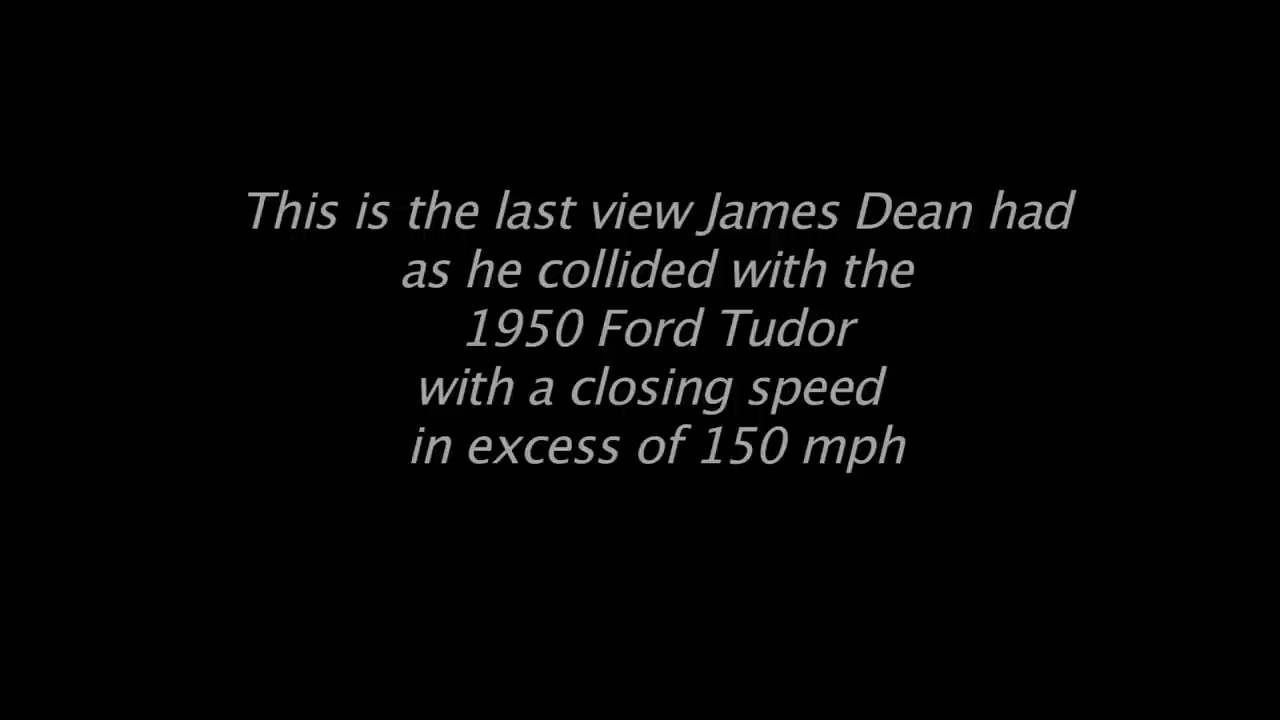 This is the last view James Dean had
as he collided with the
1950 Ford Tudor
with a closing speed
in excess of 150 mph